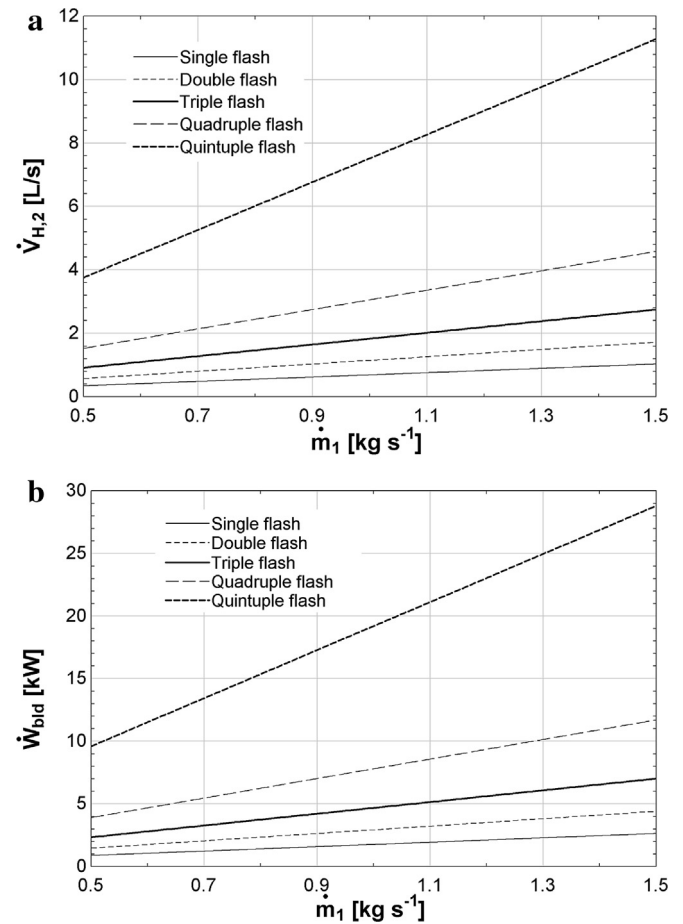 a
12
10
8
6
4
2
0
V̇H,2 [L/s]
Single flash
Double flash
Triple flash
Quadruple flash
Quintuple flash
0.5 0.7 0.9 1.1 1.3 1.5
ṁ1 [kg s-1]
b
30
25
20
15
10
5
0
Ẇbld [kW]
Single flash
Double flash
Triple flash
Quadruple flash
Quintuple flash
0.5 0.7 0.9 1.1 1.3 1.5
ṁ1 [kg s-1]